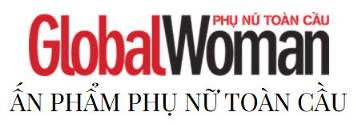 PHỤ NỮ TOÀN CẦU
GlobalWoman
ẤN PHẨM PHỤ NỮ TOÀN CẦU